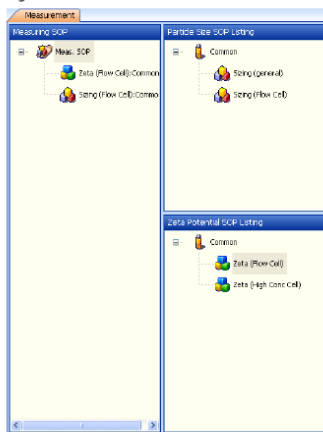 Measurement
Measuring SOP
Meas. SOP
Zeta (Flow Cell):Common
Sizing (Flow Cell):Commo
Particle Size SOP Listing
Common
Sizing (general)
Sizing (Flow Cell)
Zeta Potential SOP Listing
Common
Zeta (Flow Cell)
Zeta (High Conc Cell)